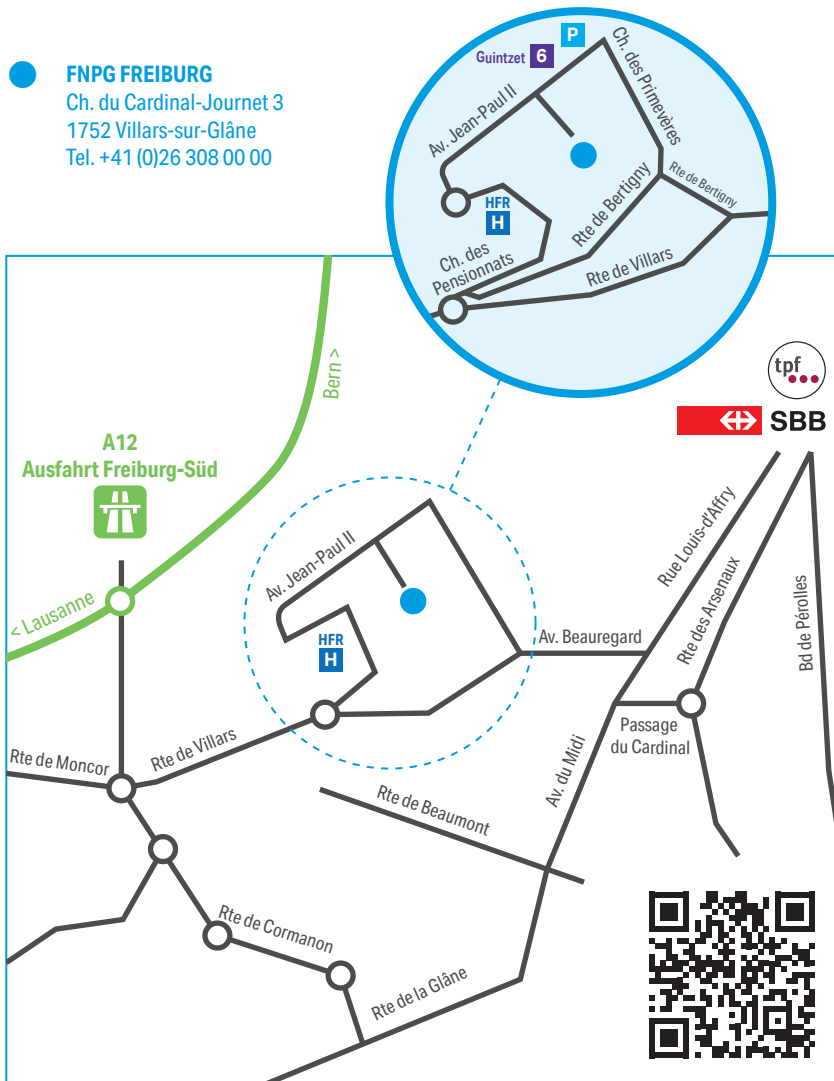 FNPG FREIBURG
Ch. du Cardinal-Journet 3
1752 Villars-sur-Glâne
Tel. +41 (0)26 308 00 00
P
Guintzet 6
Av. Jean-Paul II
Ch. des Primevères
Rte de Bertigny
Rte de Bertigny
HFR
H
Ch. des
Pensionnats
Rte de Villars
Bern >
tpf
SBB
A12
Ausfahrt Freiburg-Süd
< Lausanne
Av. Jean-Paul II
HFR
H
Av. Beauregard
Rue Louis-d'Affry
Rte des Arsenaux
Bd de Pérolles
Passage
du Cardinal
Rte de Moncor
Rte de Villars
Av. du Midi
Rte de Beaumont
Rte de Cormanon
Rte de la Glâne